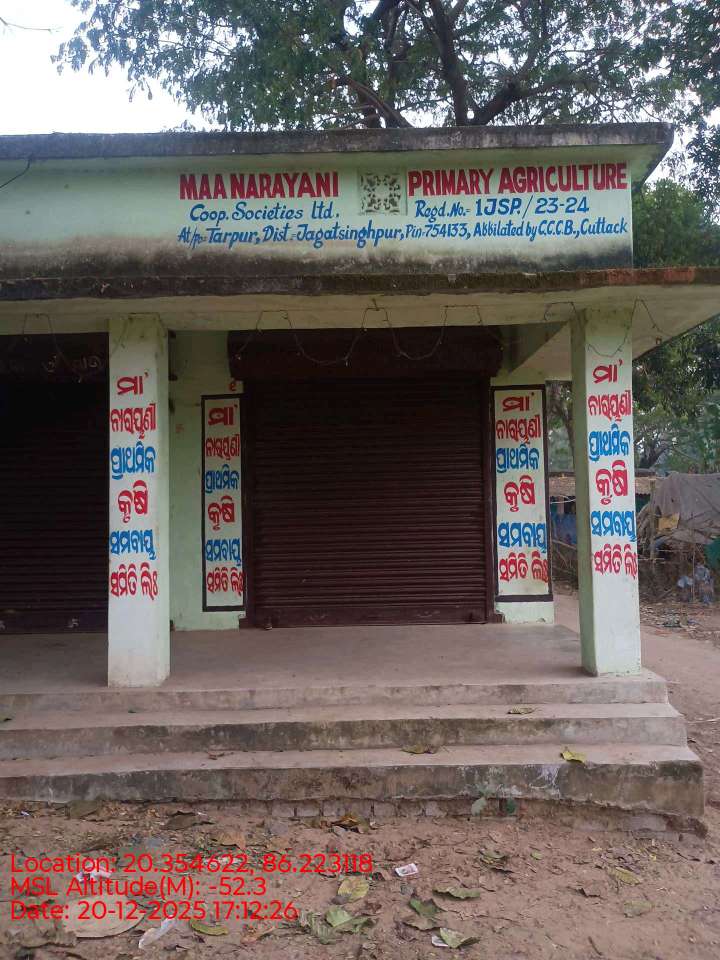 MAA NARAYANI PRIMARY AGRICULTURE
Coop. Societies Ltd. Regd.No.- 1JSP./23-24
At/po-Tarpur, Dist.-Jagatsinghpur, Pin-754133, Abbilated by C.C.C.B., Cuttack
ମା'
ନାରାୟଣୀ
ପ୍ରାଥମିକ
କୃଷି
ସମବାୟ
ସମିତି ଲିଃ
ମା'
ନାରାୟଣୀ
ପ୍ରାଥମିକ
କୃଷି
ସମବାୟ
ସମିତି ଲିଃ
ମା'
ନାରାୟଣୀ
ପ୍ରାଥମିକ
କୃଷି
ସମବାୟ
ସମିତି ଲିଃ
ମା'
ନାରାୟଣୀ
ପ୍ରାଥମିକ
କୃଷି
ସମବାୟ
ସମିତି ଲିଃ
Location: 20.354622, 86.223118
MSL Altitude(M): -52.3
Date: 20-12-2025 17:12:26